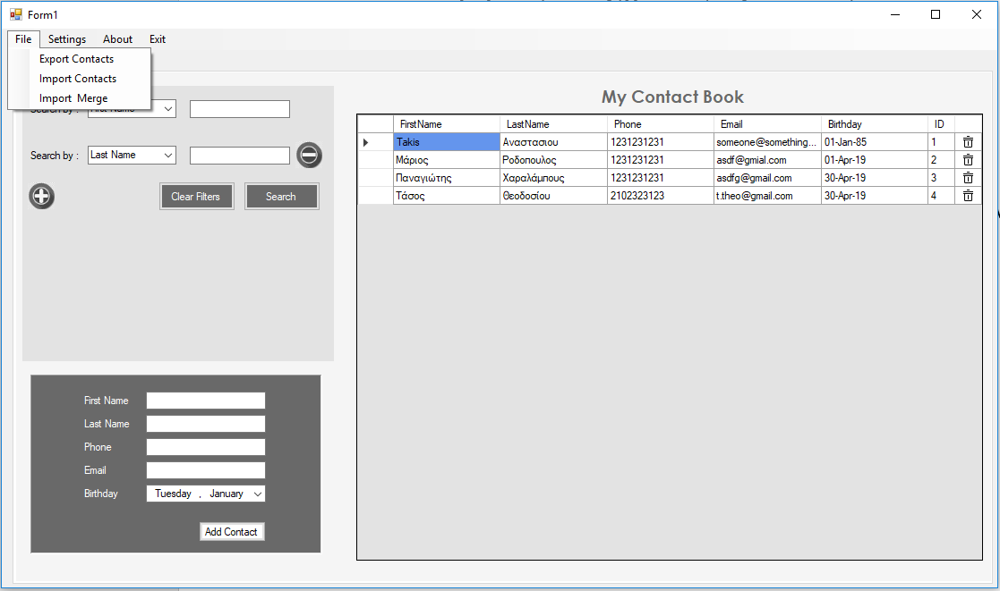 Form1
File Settings About Exit
Export Contacts
Import Contacts
Import Merge
Search by : First Name
Search by : Last Name
Clear Filters Search
First Name
Last Name
Phone
Email
Birthday Tuesday , January
Add Contact
My Contact Book
FirstName LastName Phone Email Birthday ID
Takis Αναστασιου 1231231231 someone@something... 01-Jan-85 1
Μάριος Ροδοπουλος 1231231231 asdf@gmial.com 01-Apr-19 2
Παναγιώτης Χαραλάμπους 1231231231 asdfg@gmail.com 30-Apr-19 3
Τάσος Θεοδοσίου 2102323123 t.theo@gmail.com 30-Apr-19 4